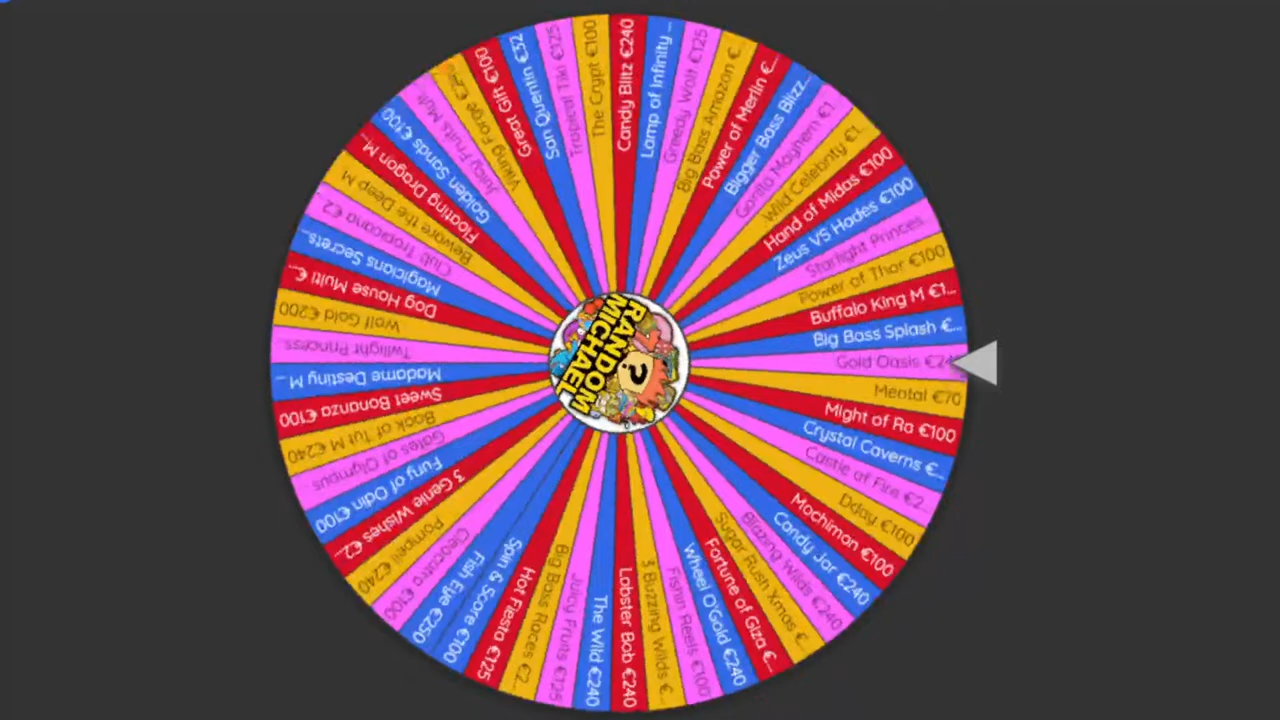 Candy Blitz €240
Lamp of Infinity ...
Greedy Wolf €125
Big Bass Amazon €...
Power of Merlin €...
Bigger Bass Blizz...
Gorilla Mayhem €1...
Wild Celebrity €1...
Hand of Midas €100
Zeus VS Hades €100
Starlight Princes...
Power of Thor €100
Buffalo King M €1...
Big Bass Splash €...
Gold Oasis €24
Mental €70
Might of Ra €100
Crystal Caverns €...
Castle of Fire €2...
Dday €100
Mochimon €100
Candy Jar €240
Blazing Wilds €240
Sugar Rush Xmas €...
Fortune of Giza €...
Wheel O'Gold €240
Fishin Reels €100
3 Buzzing Wilds €...
Lobster Bob €240
The Wild €240
Juicy Fruits €125
Big Bass Races €2...
Hot Fiesta €125
Spin & Score €100
Fish Eye €250
Cleocatra €100
Pompeii €240
3 Genie Wishes €2...
Fury of Odin €100
Gates of Olympus
Book of Tut M €240
Sweet Bonanza €100
Madame Destiny M...
Twilight Princess
Wolf Gold €200
Dog House Multi €...
Magicians Secrets...
Club Tropicana €2
Beware the Deep M
Floating Dragon M...
Golden Sands €100
Juicy Fruits Mult
Viking Forge €2
Great Gift €100
San Quentin €32
Tropical Tiki €125
The Crypt €100
RANDOM
MICHAEL
?